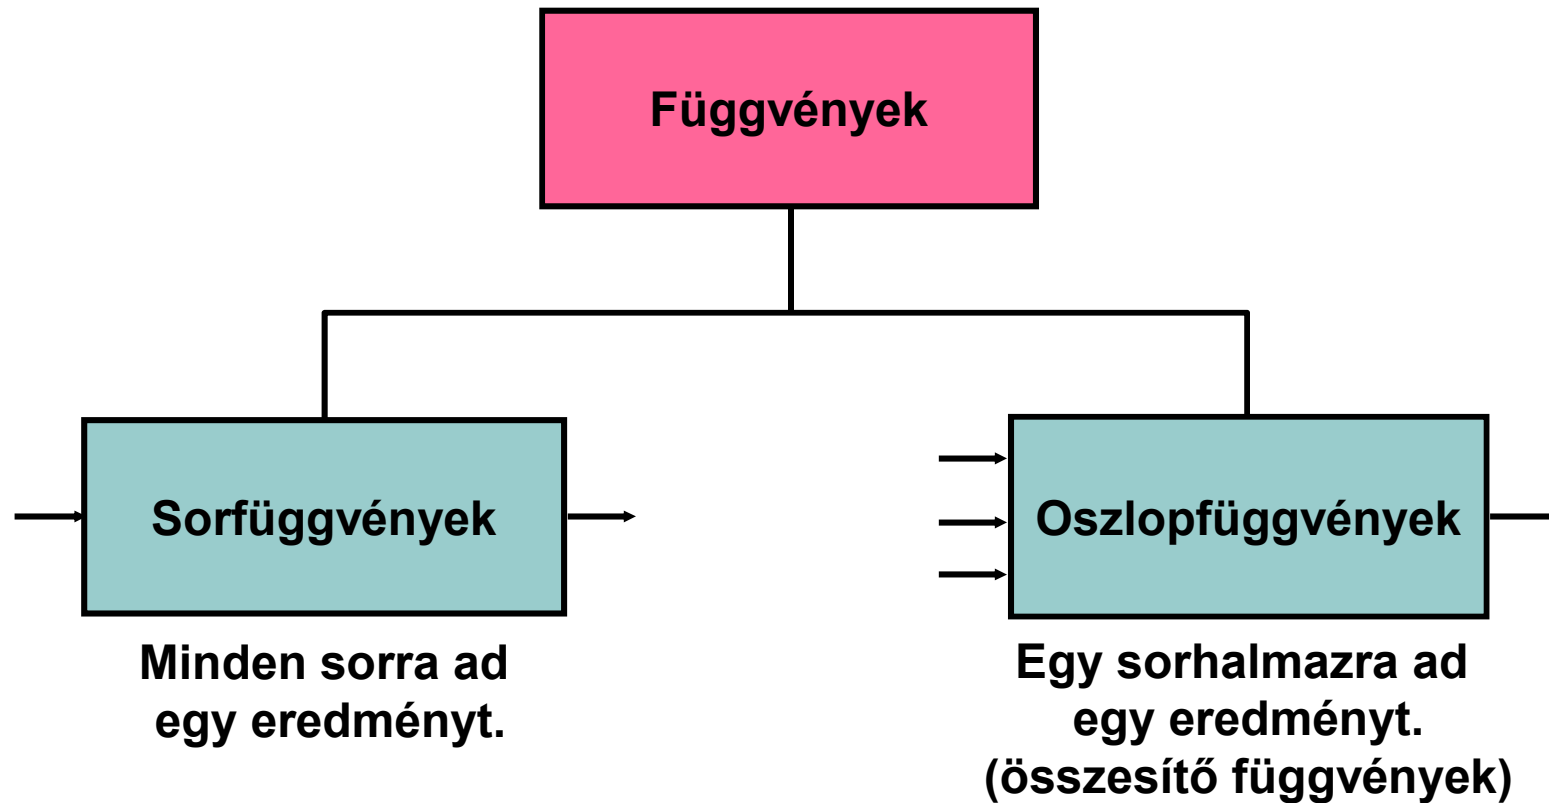 Függvények
Sorfüggvények
Minden sorra ad
egy eredményt.
Oszlopfüggvények
Egy sorhalmazra ad
egy eredményt.
(összesítő függvények)